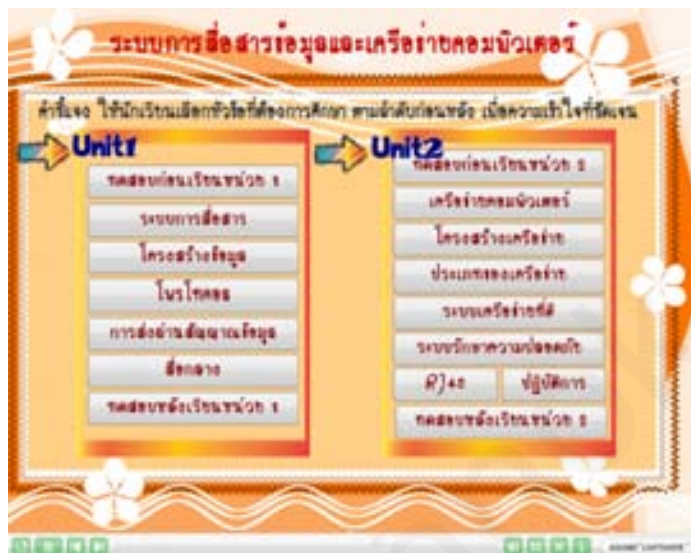 ระบบการสื่อสารข้อมูลและเครือข่ายคอมพิวเตอร์
คำชี้แจง ให้นักเรียนเลือกหัวข้อที่ต้องการศึกษา ตามลำดับก่อนหลัง เพื่อความเข้าใจที่ชัดเจน
Unit1
ทดสอบก่อนเรียนหน่วย 1
ระบบการสื่อสาร
โครงสร้างข้อมูล
โพรโทคอล
การส่งผ่านสัญญาณข้อมูล
สื่อกลาง
ทดสอบหลังเรียนหน่วย 1
Unit2
ทดสอบก่อนเรียนหน่วย 2
เครือข่ายคอมพิวเตอร์
โครงสร้างเครือข่าย
ประเภทของเครือข่าย
ระบบเครือข่ายที่ดี
ระบบรักษาความปลอดภัย
RJ45 ปฏิบัติการ
ทดสอบหลังเรียนหน่วย 2
ADOBE CAPTIVATE